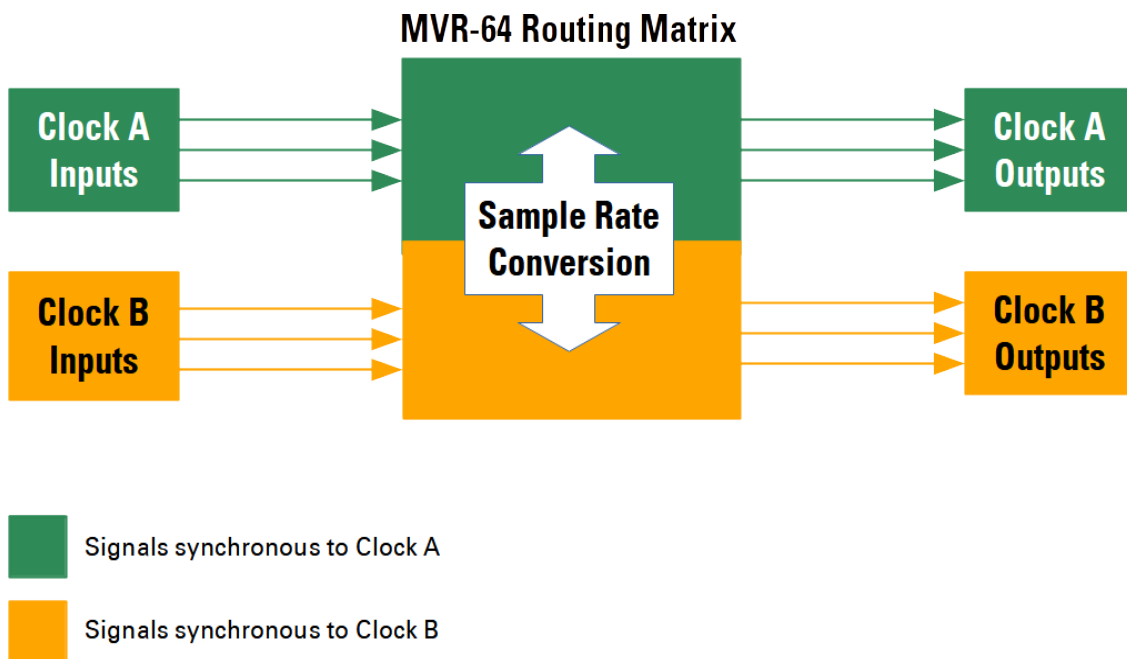 MVR-64 Routing Matrix
Clock A
Inputs
Clock A
Outputs
Sample Rate
Conversion
Clock B
Inputs
Clock B
Outputs
Signals synchronous to Clock A
Signals synchronous to Clock B